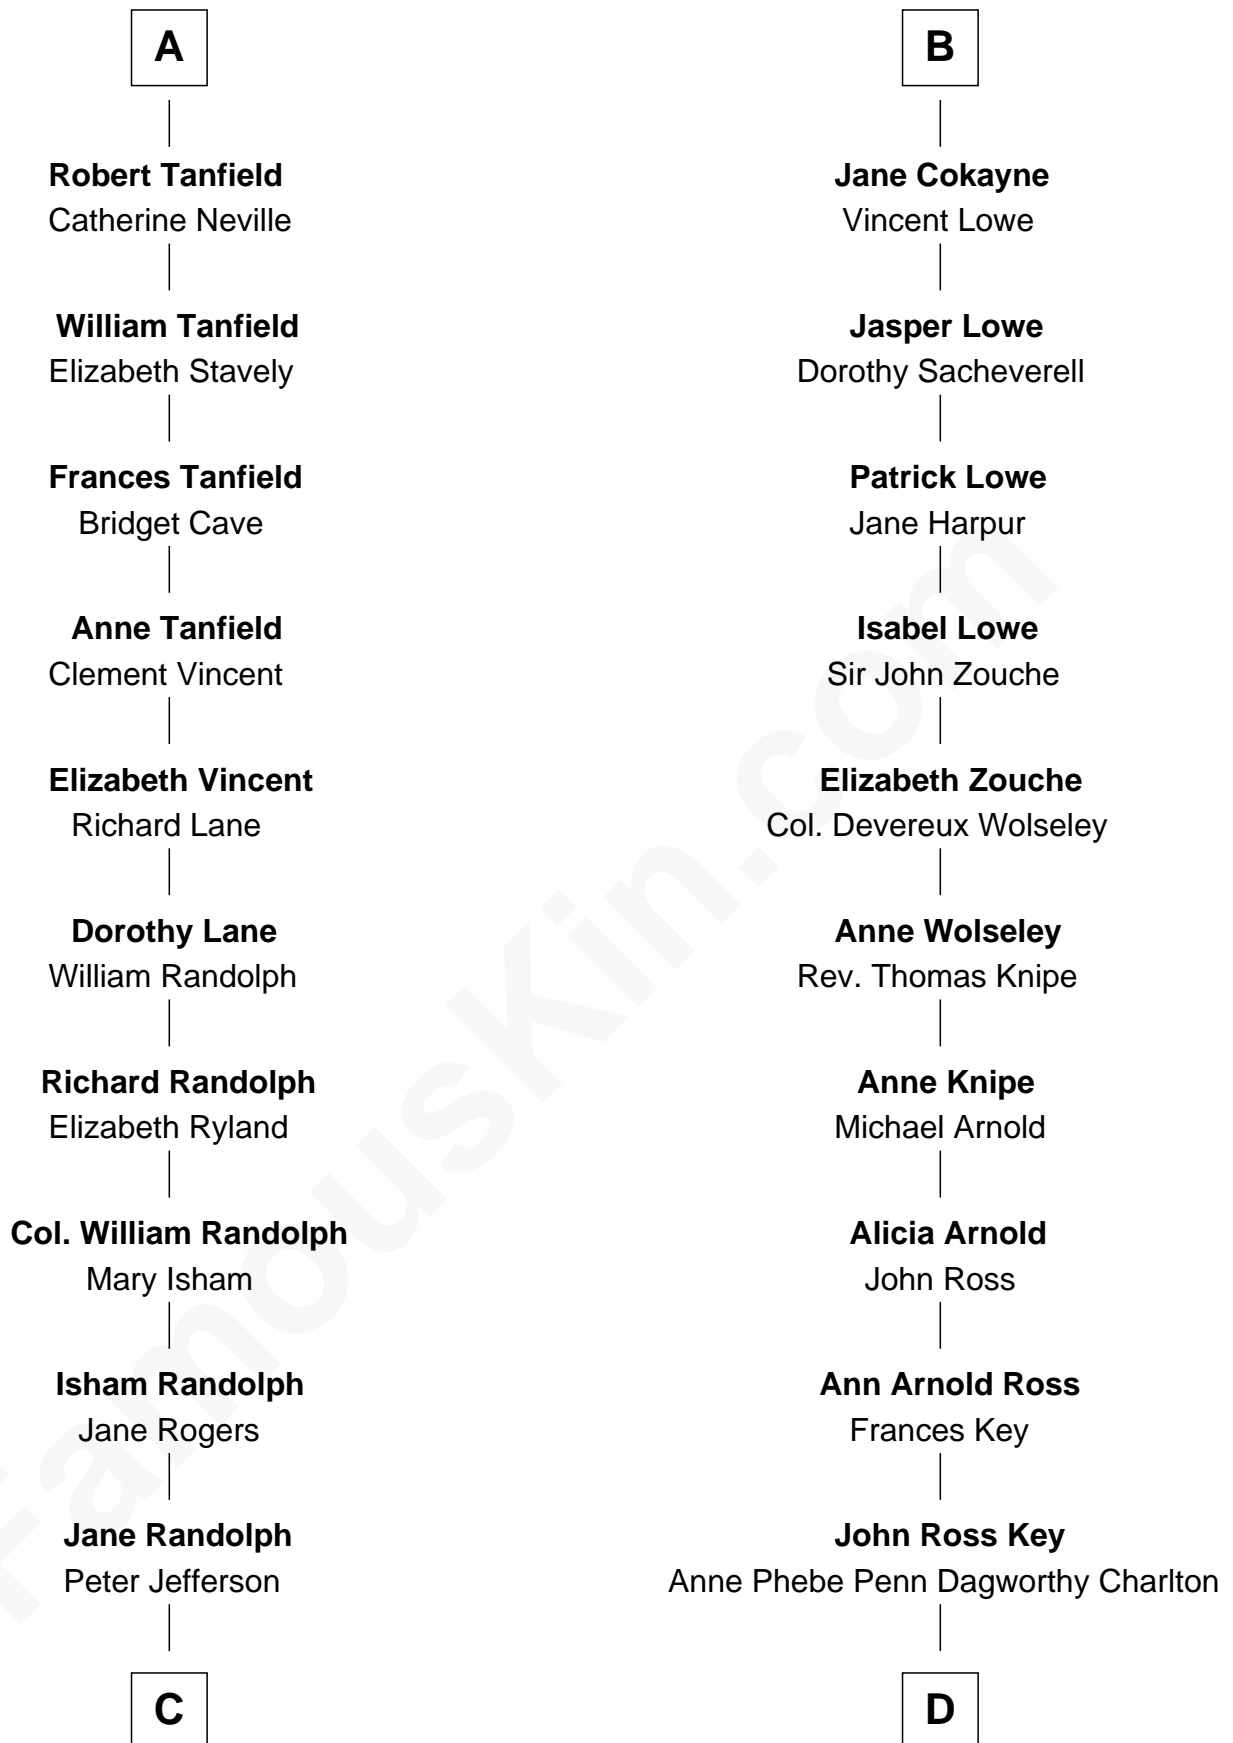 A
Robert Tanfield
Catherine Neville
William Tanfield
Elizabeth Stavely
Frances Tanfield
Bridget Cave
Anne Tanfield
Clement Vincent
Elizabeth Vincent
Richard Lane
Dorothy Lane
William Randolph
Richard Randolph
Elizabeth Ryland
Col. William Randolph
Mary Isham
Isham Randolph
Jane Rogers
Jane Randolph
Peter Jefferson
C
B
Jane Cokayne
Vincent Lowe
Jasper Lowe
Dorothy Sacheverell
Patrick Lowe
Jane Harpur
Isabel Lowe
Sir John Zouche
Elizabeth Zouche
Col. Devereux Wolseley
Anne Wolseley
Rev. Thomas Knipe
Anne Knipe
Michael Arnold
Alicia Arnold
John Ross
Ann Arnold Ross
Frances Key
John Ross Key
Anne Phebe Penn Dagworthy Charlton
D
FamousKin.com